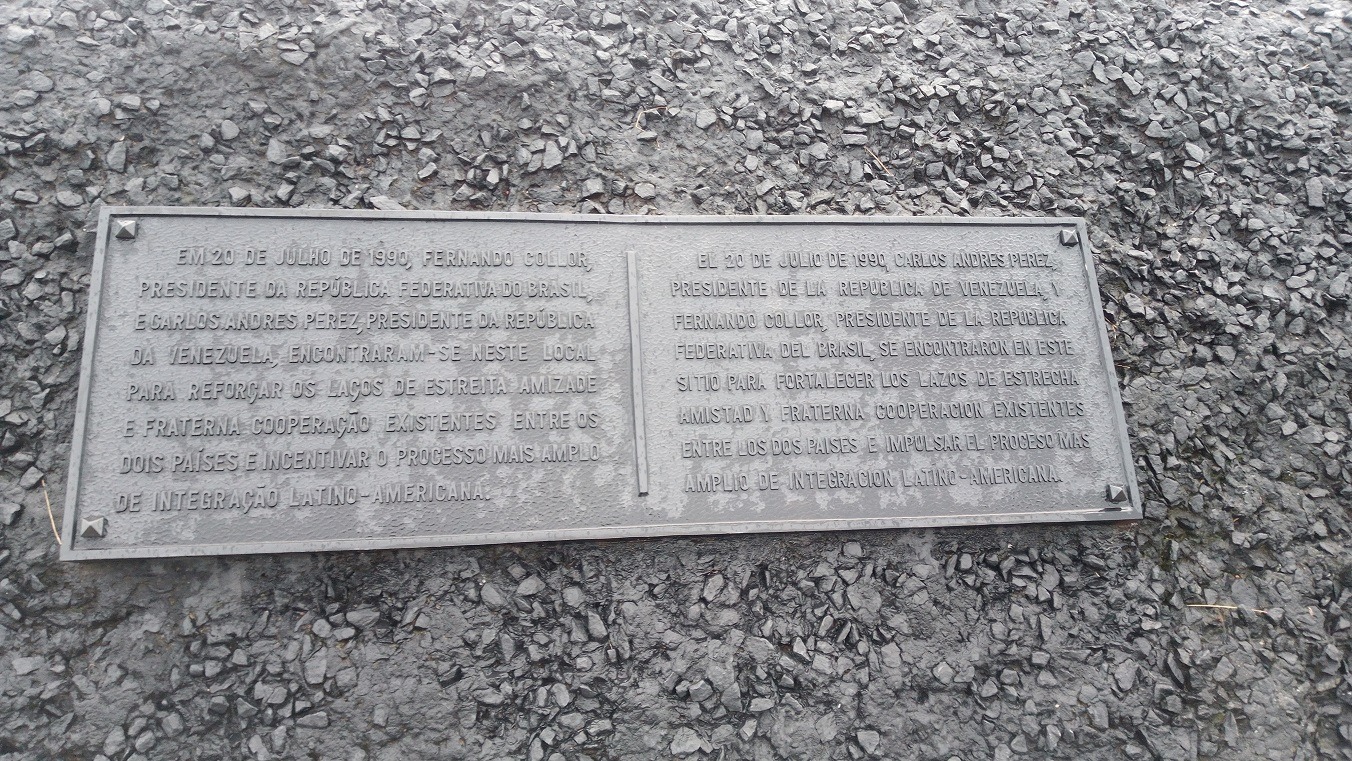 EM 20 DE JULHO DE 1990, FERNANDO COLLOR,
PRESIDENTE DA REPÚBLICA FEDERATIVA DO BRASIL,
E CARLOS ANDRES PEREZ, PRESIDENTE DA REPÚBLICA
DA VENEZUELA, ENCONTRARAM-SE NESTE LOCAL
PARA REFORÇAR OS LAÇOS DE ESTREITA AMIZADE
E FRATERNA COOPERAÇÃO EXISTENTES ENTRE OS
DOIS PAÍSES E INCENTIVAR O PROCESSO MAIS AMPLO
DE INTEGRAÇÃO LATINO-AMERICANA.
EL 20 DE JULIO DE 1990, CARLOS ANDRES PEREZ,
PRESIDENTE DE LA REPUBLICA DE VENEZUELA, Y
FERNANDO COLLOR, PRESIDENTE DE LA REPUBLICA
FEDERATIVA DEL BRASIL, SE ENCONTRARON EN ESTE
SITIO PARA FORTALECER LOS LAZOS DE ESTRECHA
AMISTAD Y FRATERNA COOPERACION EXISTENTES
ENTRE LOS DOS PAISES E IMPULSAR EL PROCESO MAS
AMPLIO DE INTEGRACION LATINO-AMERICANA.